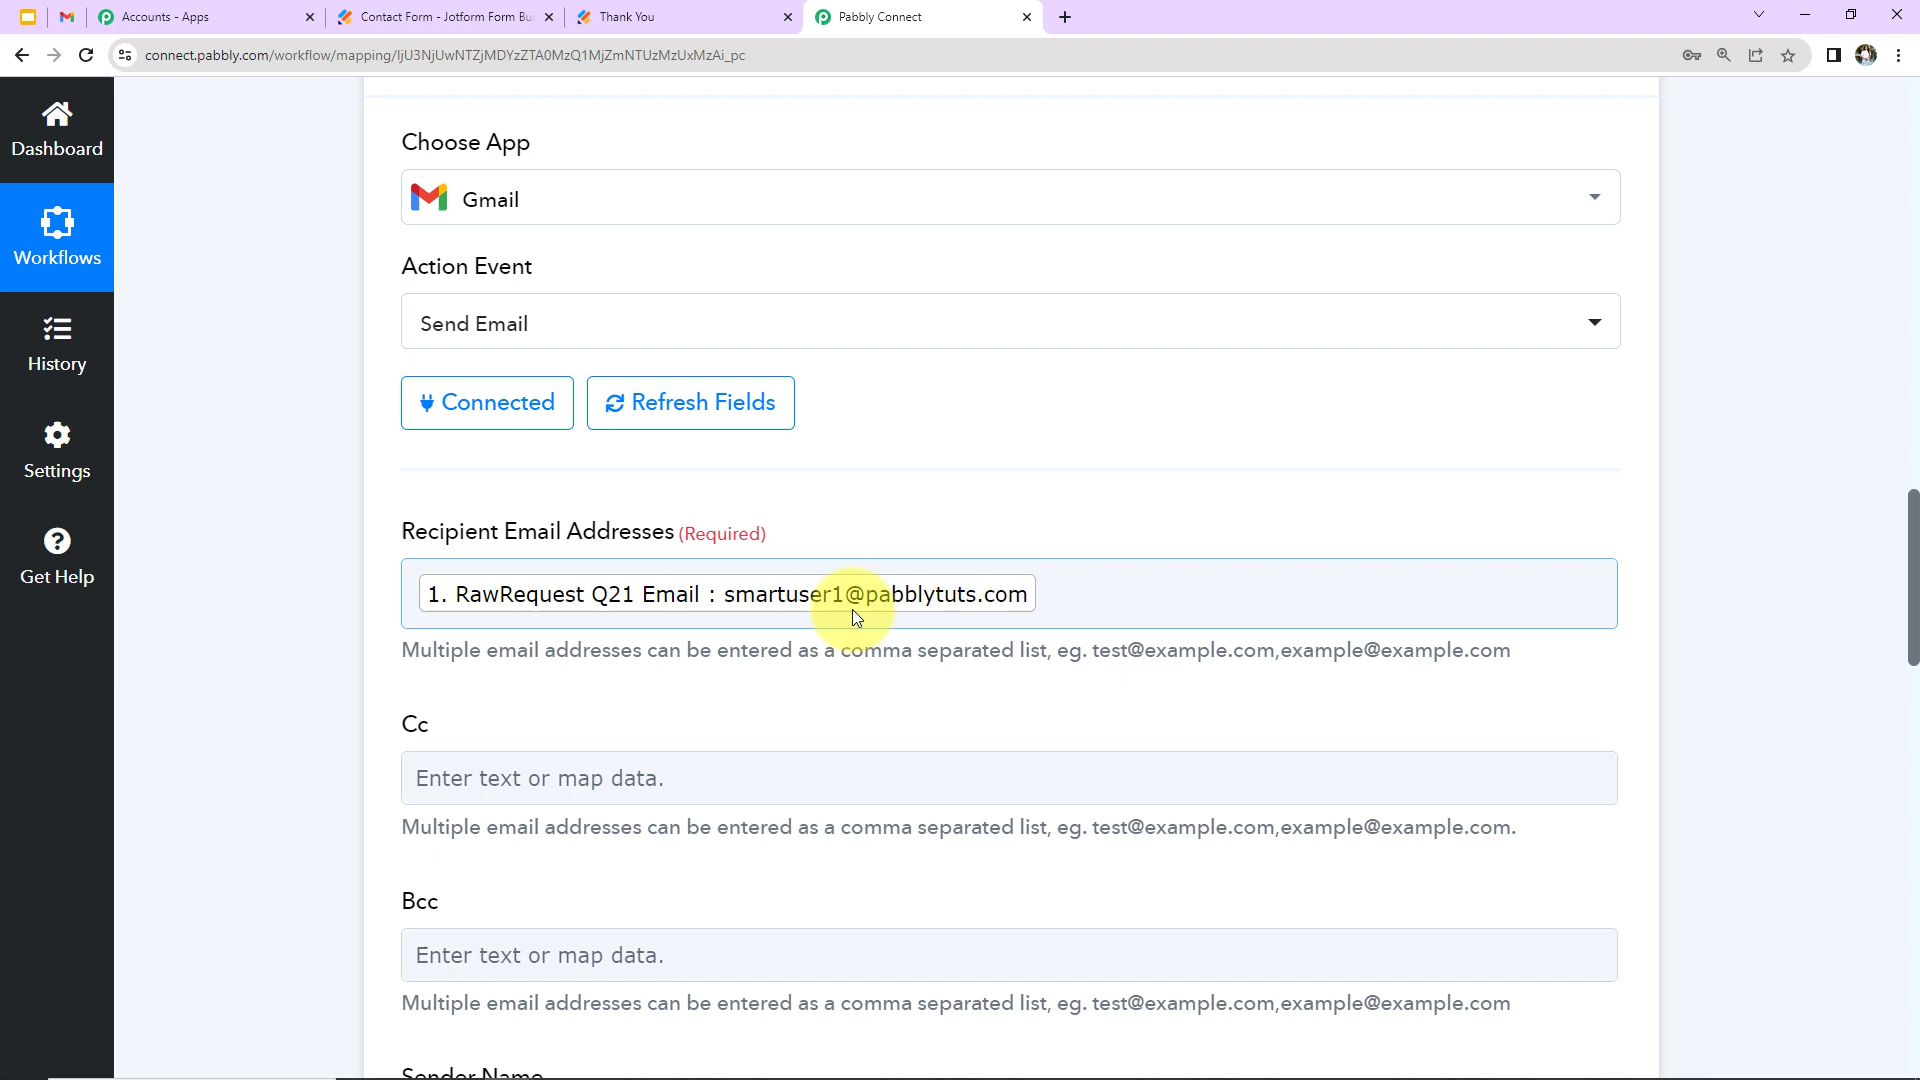 Accounts - Apps
Contact Form - Jotform Form Bu
Thank You
Pabbly Connect
connect.pabbly.com/workflow/mapping/IjU3NjUwNTZjMDYzZTA0MzQ1MjZmNTUzMzUxMzAi_pc
Dashboard
Workflows
History
Settings
Get Help
Choose App
Gmail
Action Event
Send Email
Connected
Refresh Fields
Recipient Email Addresses (Required)
1. RawRequest Q21 Email : smartuser1@pabblytuts.com
Multiple email addresses can be entered as a comma separated list, eg. test@example.com,example@example.com
Cc
Enter text or map data.
Multiple email addresses can be entered as a comma separated list, eg. test@example.com,example@example.com.
Bcc
Enter text or map data.
Multiple email addresses can be entered as a comma separated list, eg. test@example.com,example@example.com
Sender Name